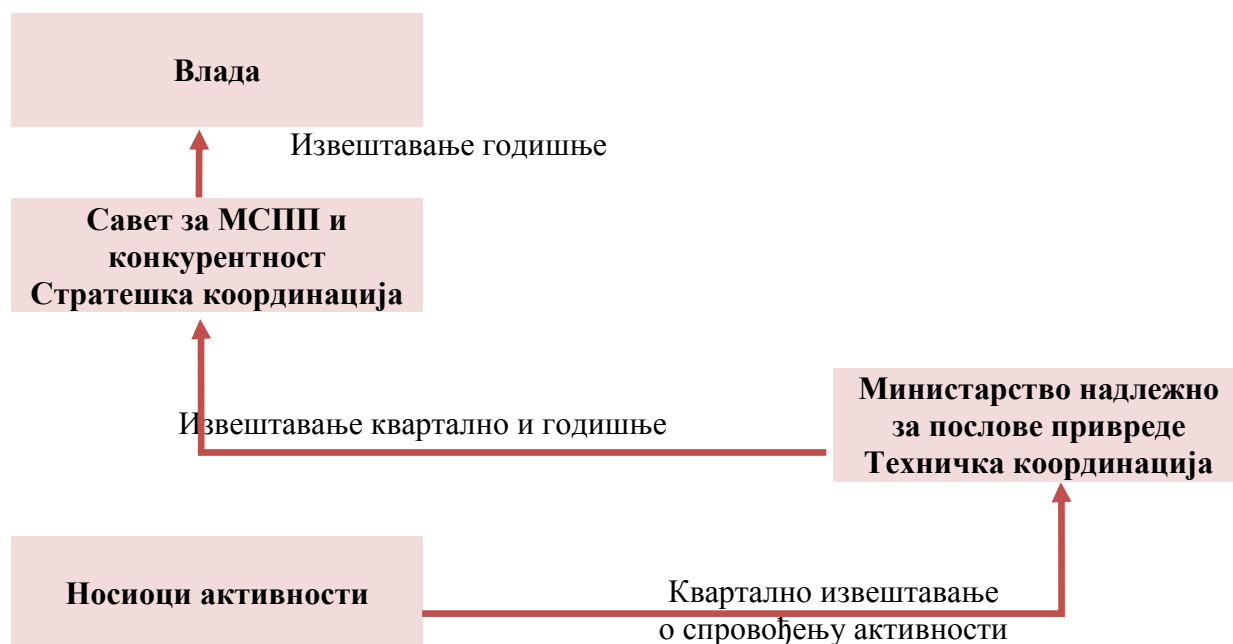 Влада
Извештавање годишње
Савет за МСПП и
конкурентност
Стратешка координација
Министарство надлежно
за послове привреде
Техничка координација
Извештавање квартално и годишње
Носиоци активности
Квартално извештавање
о спровођењу активности